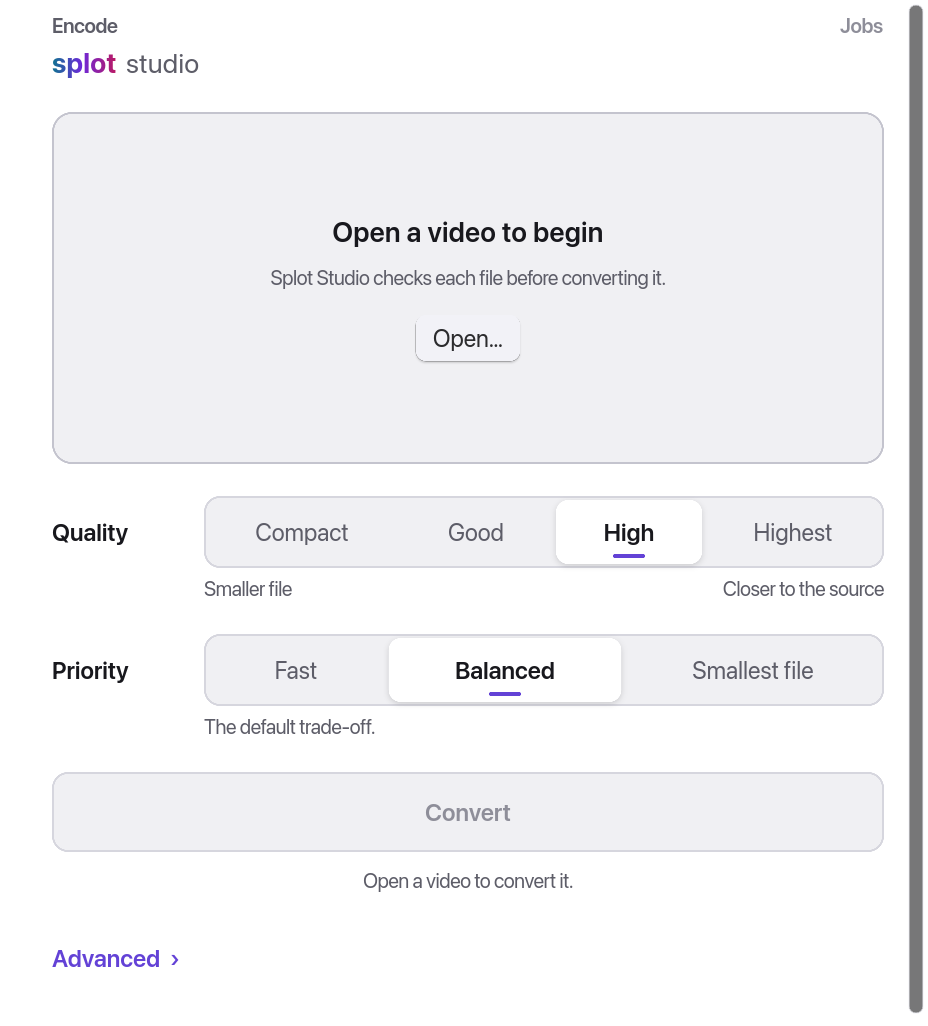 Encode
Jobs
splot studio
Open a video to begin
Splot Studio checks each file before converting it.
Open...
Quality
Compact
Good
High
Highest
Smaller file
Closer to the source
Priority
Fast
Balanced
Smallest file
The default trade-off.
Convert
Open a video to convert it.
Advanced ›